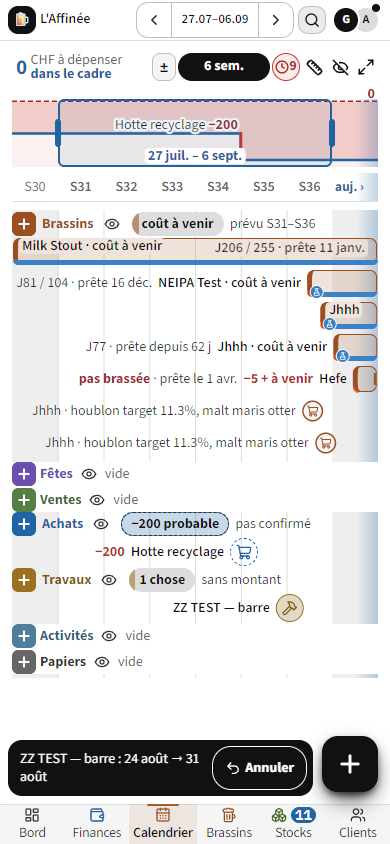 L'Affinée
27.07–06.09
G
A
0 CHF à dépenser
dans le cadre
±
6 sem.
9
0
Hotte recyclage −200
27 juil. – 6 sept.
S30 S31 S32 S33 S34 S35 S36 auj. ›
Brassins coût à venir prévu S31–S36
Milk Stout · coût à venir J206 / 255 · prête 11 janv.
J81 / 104 · prête 16 déc. NEIPA Test · coût à venir
Jhhh
J77 · prête depuis 62 j Jhhh · coût à venir
pas brassée · prête le 1 avr. −5 + à venir Hefe
Jhhh · houblon target 11.3%, malt maris otter
Jhhh · houblon target 11.3%, malt maris otter
Fêtes vide
Ventes vide
Achats −200 probable pas confirmé
−200 Hotte recyclage
Travaux 1 chose sans montant
ZZ TEST — barre
Activités vide
Papiers vide
ZZ TEST — barre : 24 août → 31
août
Annuler
Bord Finances Calendrier Brassins Stocks 11 Clients